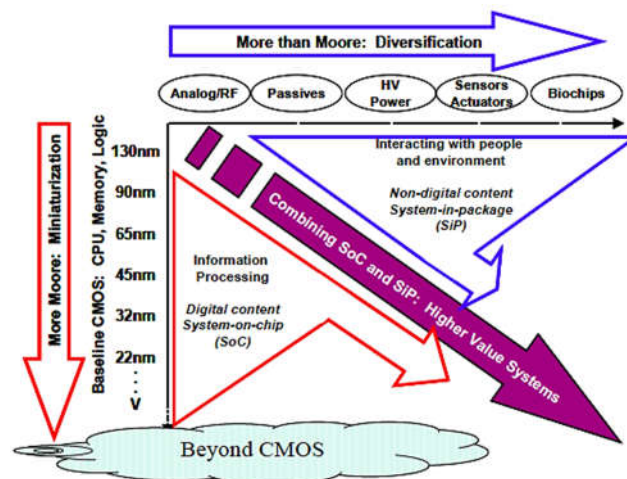 More than Moore: Diversification
Analog/RF
Passives
HV
Power
Sensors
Actuators
Biochips
More Moore: Miniaturization
Baseline CMOS: CPU, Memory, Logic
130nm
90nm
65nm
45nm
32nm
22nm
V
Interacting with people
and environment
Non-digital content
System-in-package
(SiP)
Combining SoC and SiP: Higher Value Systems
Information
Processing
Digital content
System-on-chip
(SoC)
Beyond CMOS